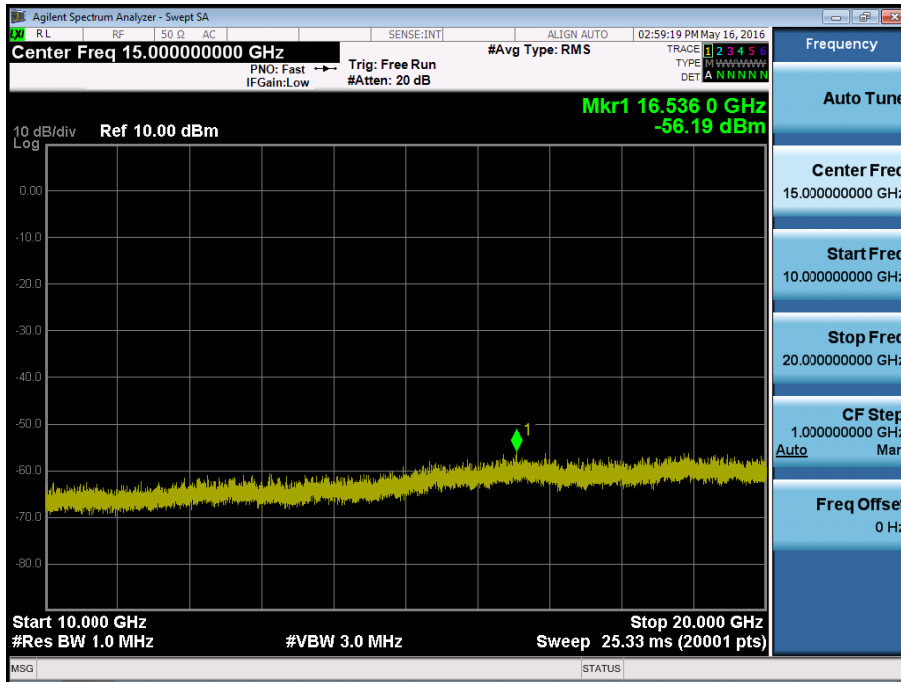 Agilent Spectrum Analyzer - Swept SA
LXI RL RF 50 Ω AC SENSE:INT ALIGN AUTO 02:59:19 PM May 16, 2016
Center Freq 15.000000000 GHz
PNO: Fast
IFGain:Low
Trig: Free Run
#Atten: 20 dB
#Avg Type: RMS
TRACE 1 2 3 4 5 6
TYPE M WWWWW
DET A N N N N N
Mkr1 16.536 0 GHz
-56.19 dBm
10 dB/div Ref 10.00 dBm
Log
0.00
-10.0
-20.0
-30.0
-40.0
-50.0
1
-60.0
-70.0
-80.0
Start 10.000 GHz Stop 20.000 GHz
#Res BW 1.0 MHz #VBW 3.0 MHz Sweep 25.33 ms (20001 pts)
MSG STATUS
Frequency
Auto Tune
Center Freq
15.000000000 GHz
Start Freq
10.000000000 GHz
Stop Freq
20.000000000 GHz
CF Step
1.000000000 GHz
Auto Man
Freq Offset
0 Hz